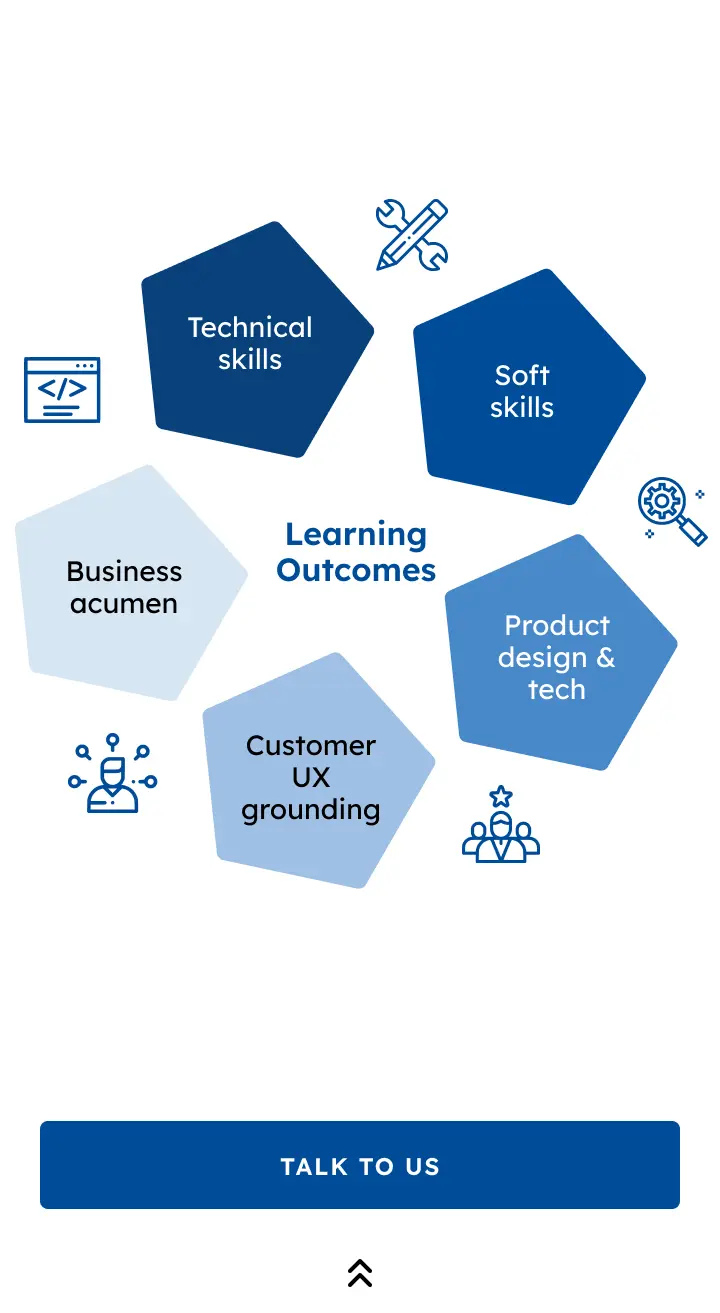 Technical
skills
Soft
skills
Learning
Outcomes
Business
acumen
Product
design &
tech
Customer
UX
grounding
</>
TALK TO US